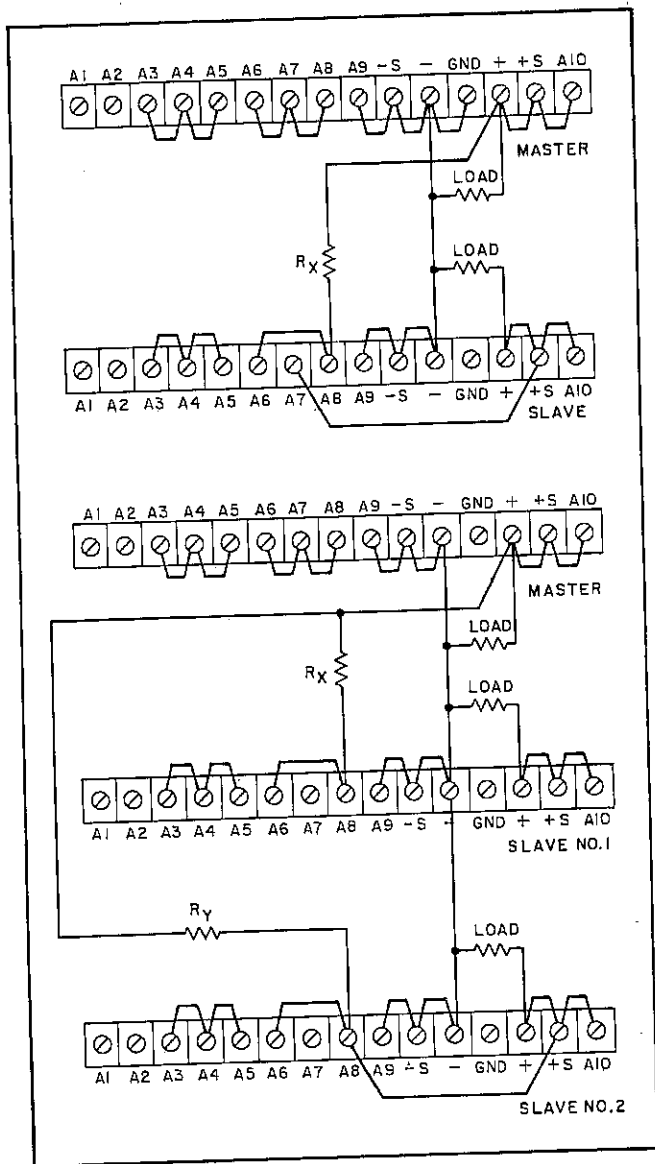 A1 A2 A3 A4 A5 A6 A7 A8 A9 -S - GND + +S A10
MASTER
LOAD
RX
LOAD
A1 A2 A3 A4 A5 A6 A7 A8 A9 -S - GND + +S A10
SLAVE
A1 A2 A3 A4 A5 A6 A7 A8 A9 -S - GND + +S A10
MASTER
LOAD
RX
LOAD
A1 A2 A3 A4 A5 A6 A7 A8 A9 -S - GND + +S A10
SLAVE NO.1
RY
LOAD
A1 A2 A3 A4 A5 A6 A7 A8 A9 -S - GND + +S A10
SLAVE NO.2